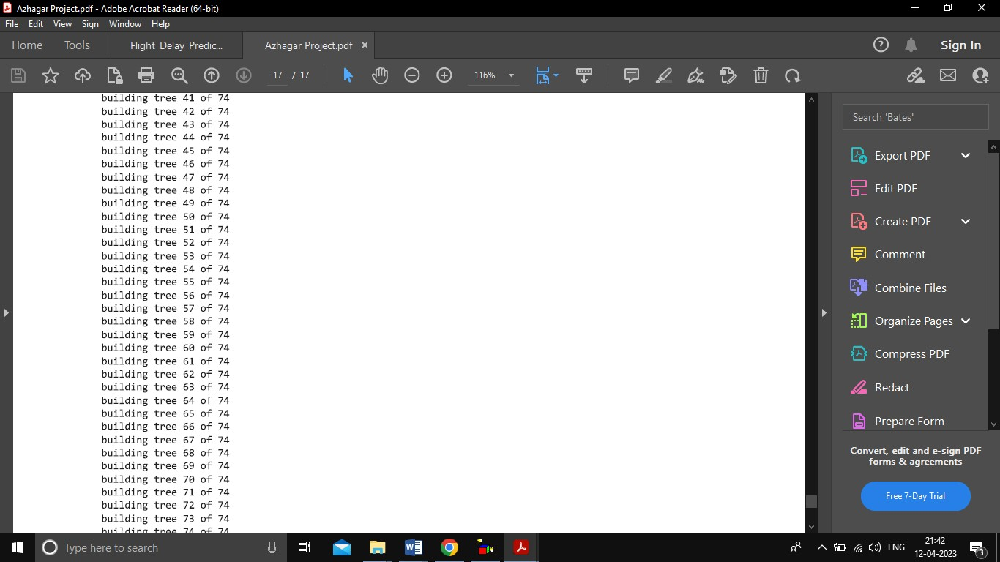 Azhagar Project.pdf - Adobe Acrobat Reader (64-bit)
File Edit View Sign Window Help
Home Tools Flight_Delay_Predic... Azhagar Project.pdf × Sign In
17 / 17 116%
building tree 41 of 74
building tree 42 of 74
building tree 43 of 74
building tree 44 of 74
building tree 45 of 74
building tree 46 of 74
building tree 47 of 74
building tree 48 of 74
building tree 49 of 74
building tree 50 of 74
building tree 51 of 74
building tree 52 of 74
building tree 53 of 74
building tree 54 of 74
building tree 55 of 74
building tree 56 of 74
building tree 57 of 74
building tree 58 of 74
building tree 59 of 74
building tree 60 of 74
building tree 61 of 74
building tree 62 of 74
building tree 63 of 74
building tree 64 of 74
building tree 65 of 74
building tree 66 of 74
building tree 67 of 74
building tree 68 of 74
building tree 69 of 74
building tree 70 of 74
building tree 71 of 74
building tree 72 of 74
building tree 73 of 74
building tree 74 of 74
Search 'Bates'
Export PDF
Edit PDF
Create PDF
Comment
Combine Files
Organize Pages
Compress PDF
Redact
Prepare Form
Convert, edit and e-sign PDF
forms & agreements
Free 7-Day Trial
Type here to search
ENG
21:42
12-04-2023
3